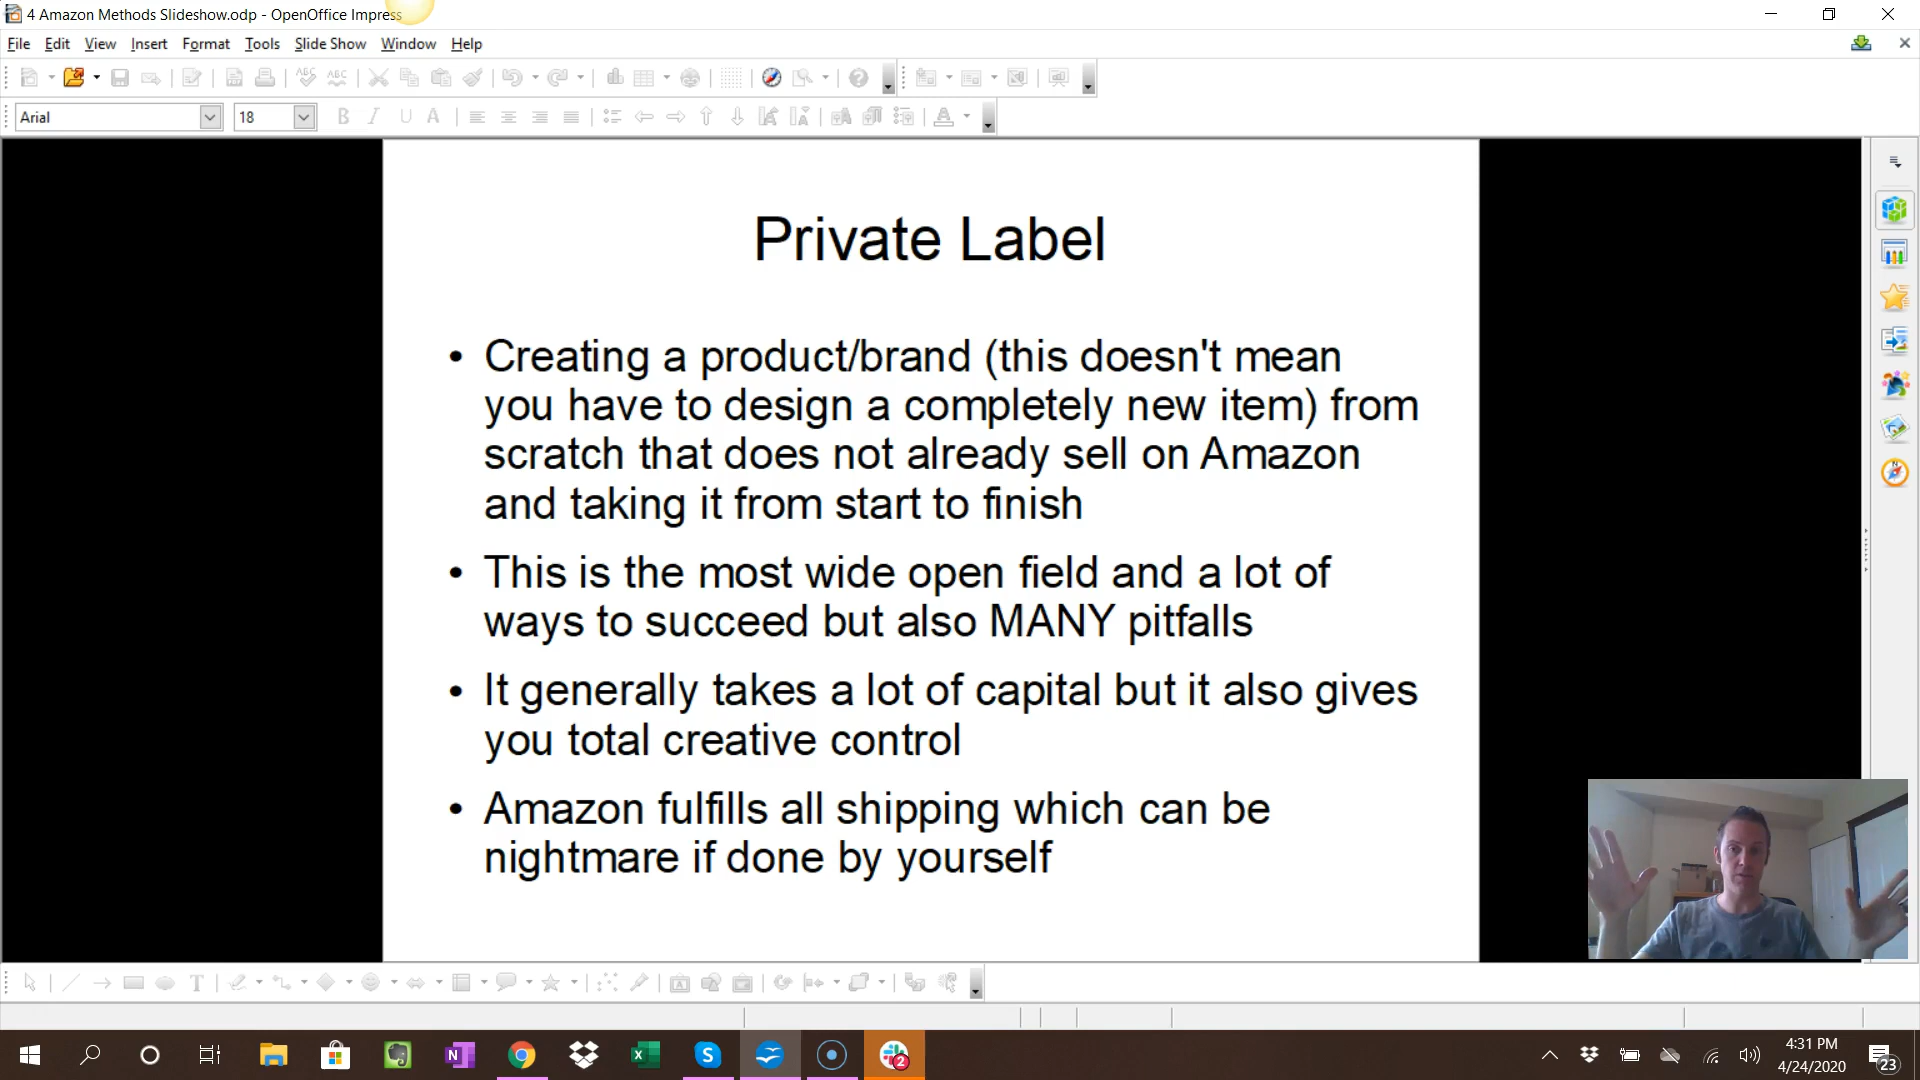 4 Amazon Methods Slideshow.odp - OpenOffice Impress
File Edit View Insert Format Tools Slide Show Window Help
Arial 18
Private Label
• Creating a product/brand (this doesn't mean
you have to design a completely new item) from
scratch that does not already sell on Amazon
and taking it from start to finish
• This is the most wide open field and a lot of
ways to succeed but also MANY pitfalls
• It generally takes a lot of capital but it also gives
you total creative control
• Amazon fulfills all shipping which can be
nightmare if done by yourself
4:31 PM
4/24/2020
23
2